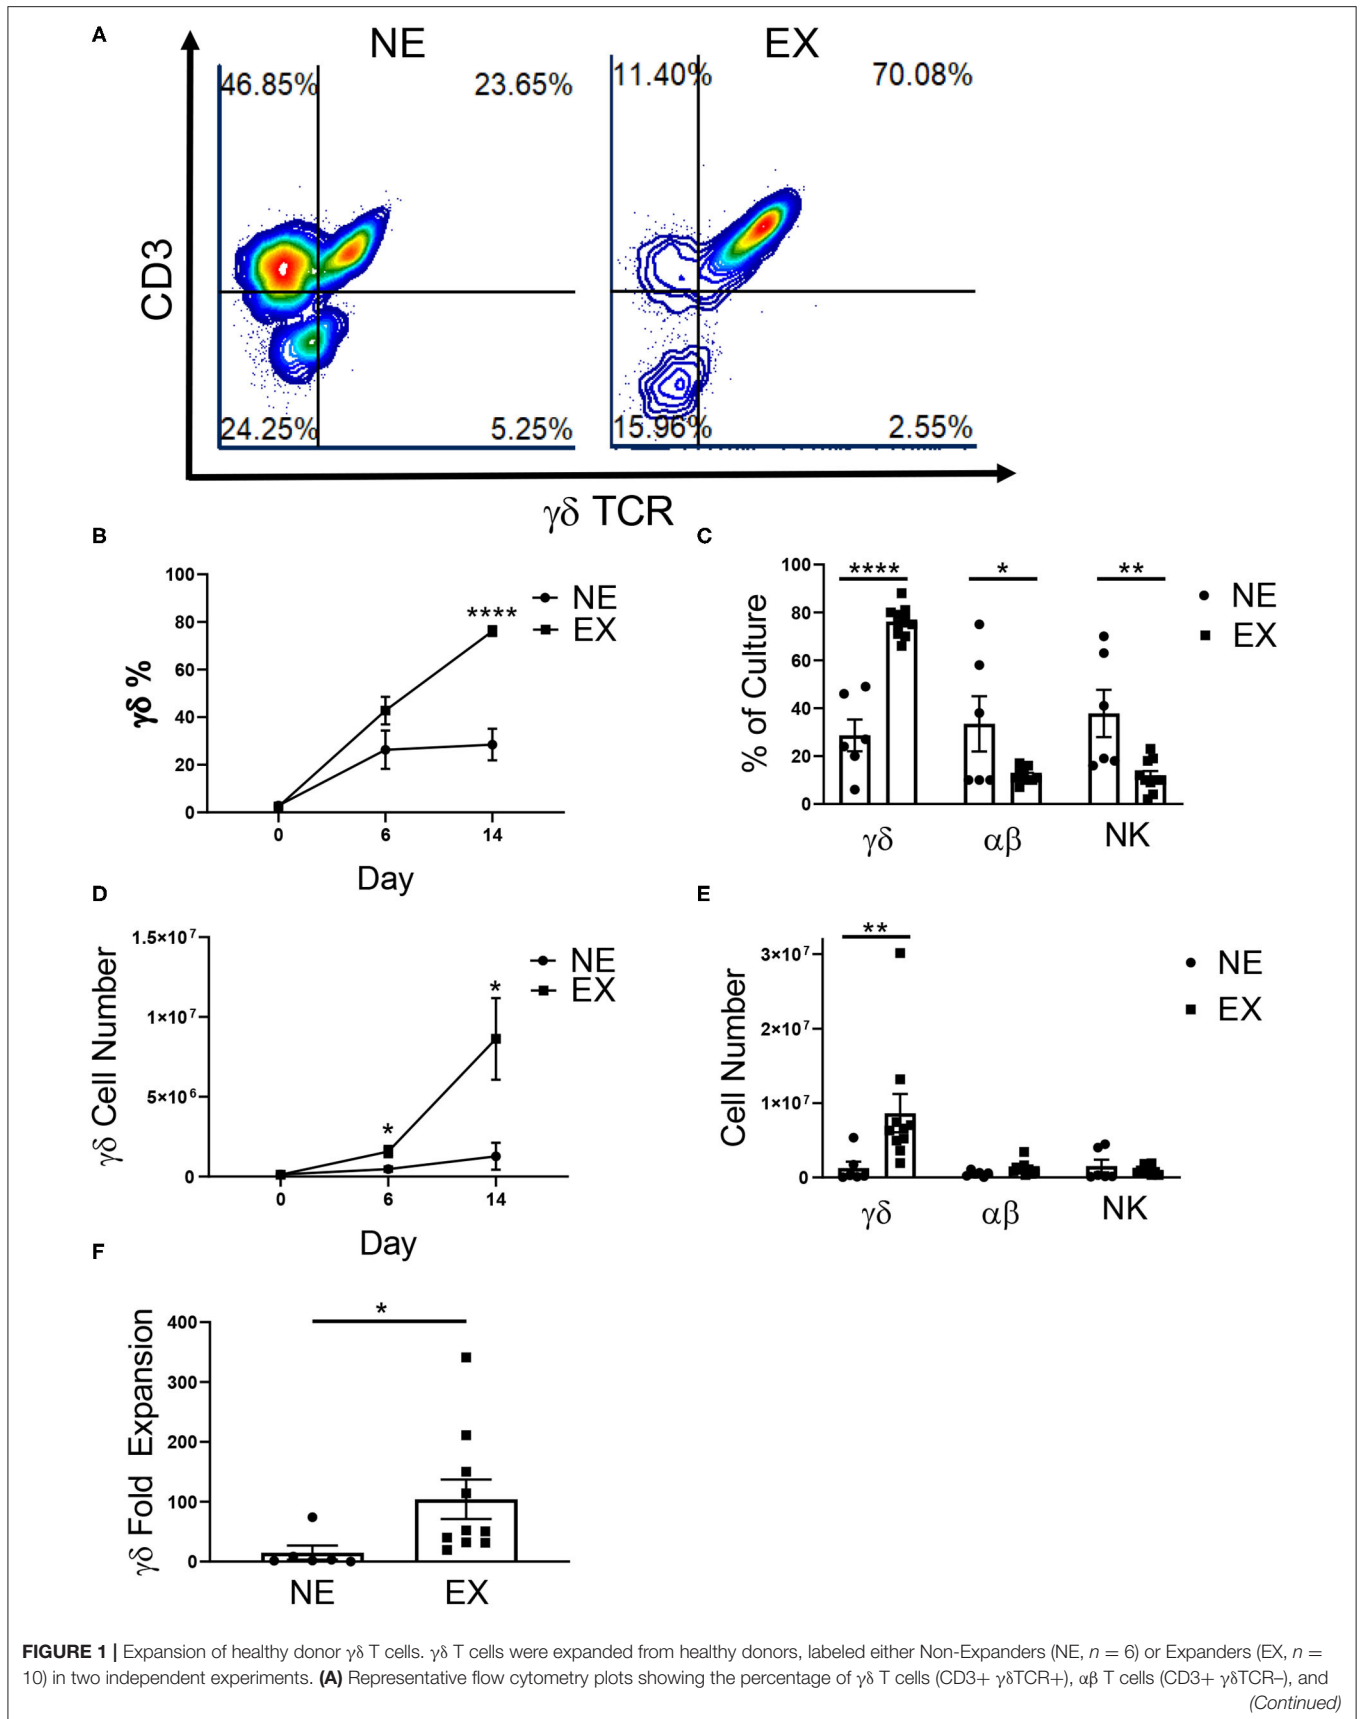 A
NE
EX
46.85%
23.65%
11.40%
70.08%
CD3
24.25%
5.25%
15.96%
2.55%
γδ TCR
B
100
80
60
40
20
0
γδ %
****
NE
EX
0
6
14
Day
C
100
80
60
40
20
0
% of Culture
****
*
**
NE
EX
γδ
αβ
NK
D
1.5×10⁷
1×10⁷
5×10⁶
0
γδ Cell Number
*
*
NE
EX
0
6
14
Day
E
3×10⁷
2×10⁷
1×10⁷
0
Cell Number
**
NE
EX
γδ
αβ
NK
F
400
300
200
100
0
γδ Fold Expansion
*
NE
EX
FIGURE 1 | Expansion of healthy donor γδ T cells. γδ T cells were expanded from healthy donors, labeled either Non-Expanders (NE, n = 6) or Expanders (EX, n =
10) in two independent experiments. (A) Representative flow cytometry plots showing the percentage of γδ T cells (CD3+ γδTCR+), αβ T cells (CD3+ γδTCR–), and
(Continued)